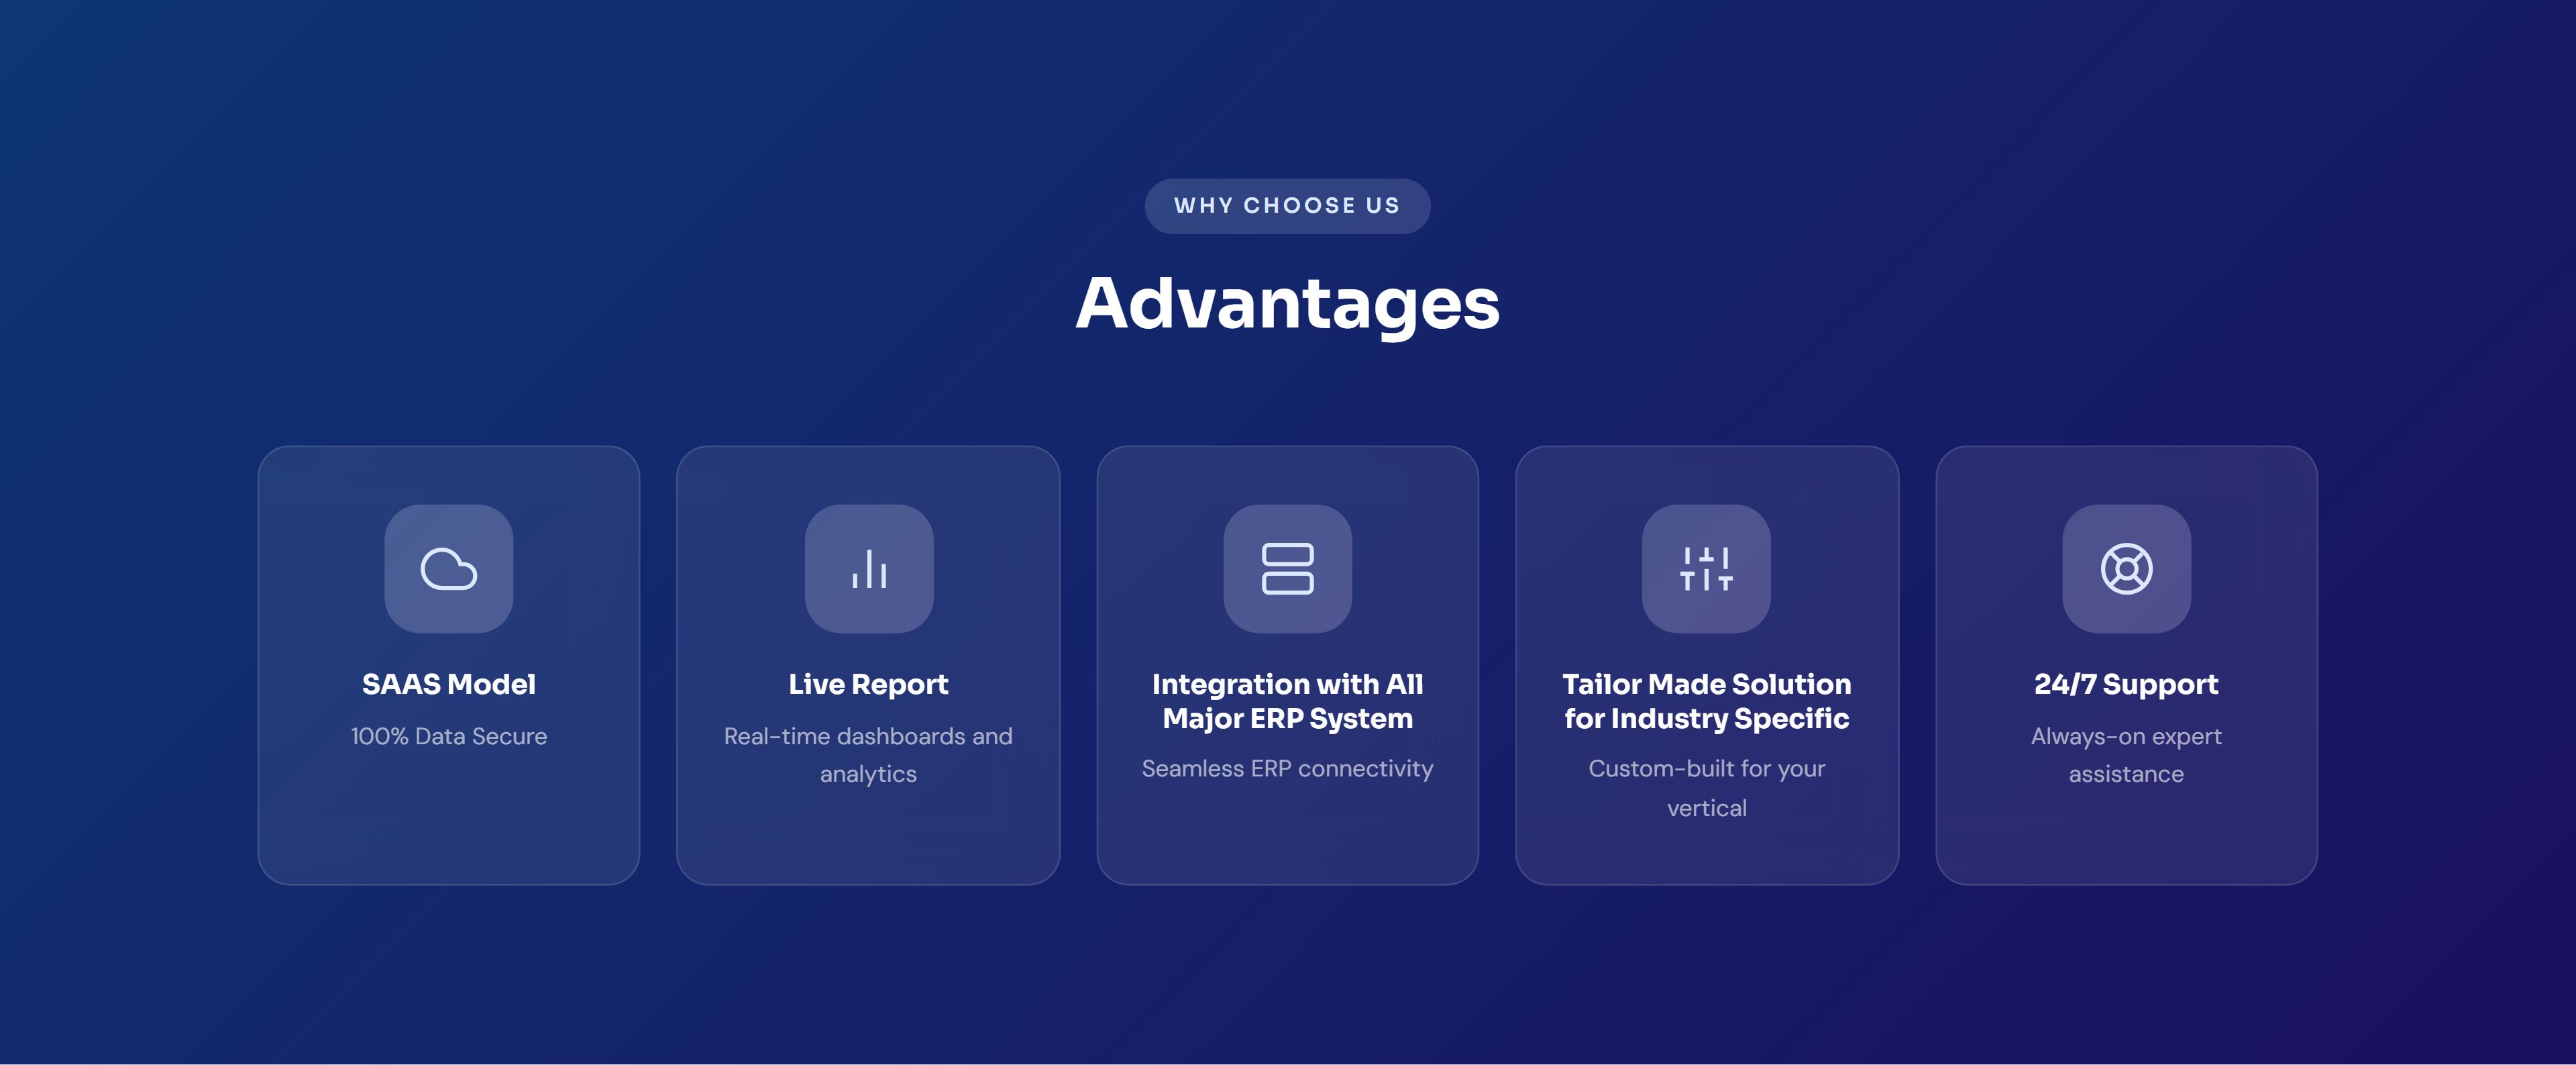 WHY CHOOSE US
Advantages
SAAS Model
100% Data Secure
Live Report
Real-time dashboards and
analytics
Integration with All
Major ERP System
Seamless ERP connectivity
Tailor Made Solution
for Industry Specific
Custom-built for your
vertical
24/7 Support
Always-on expert
assistance